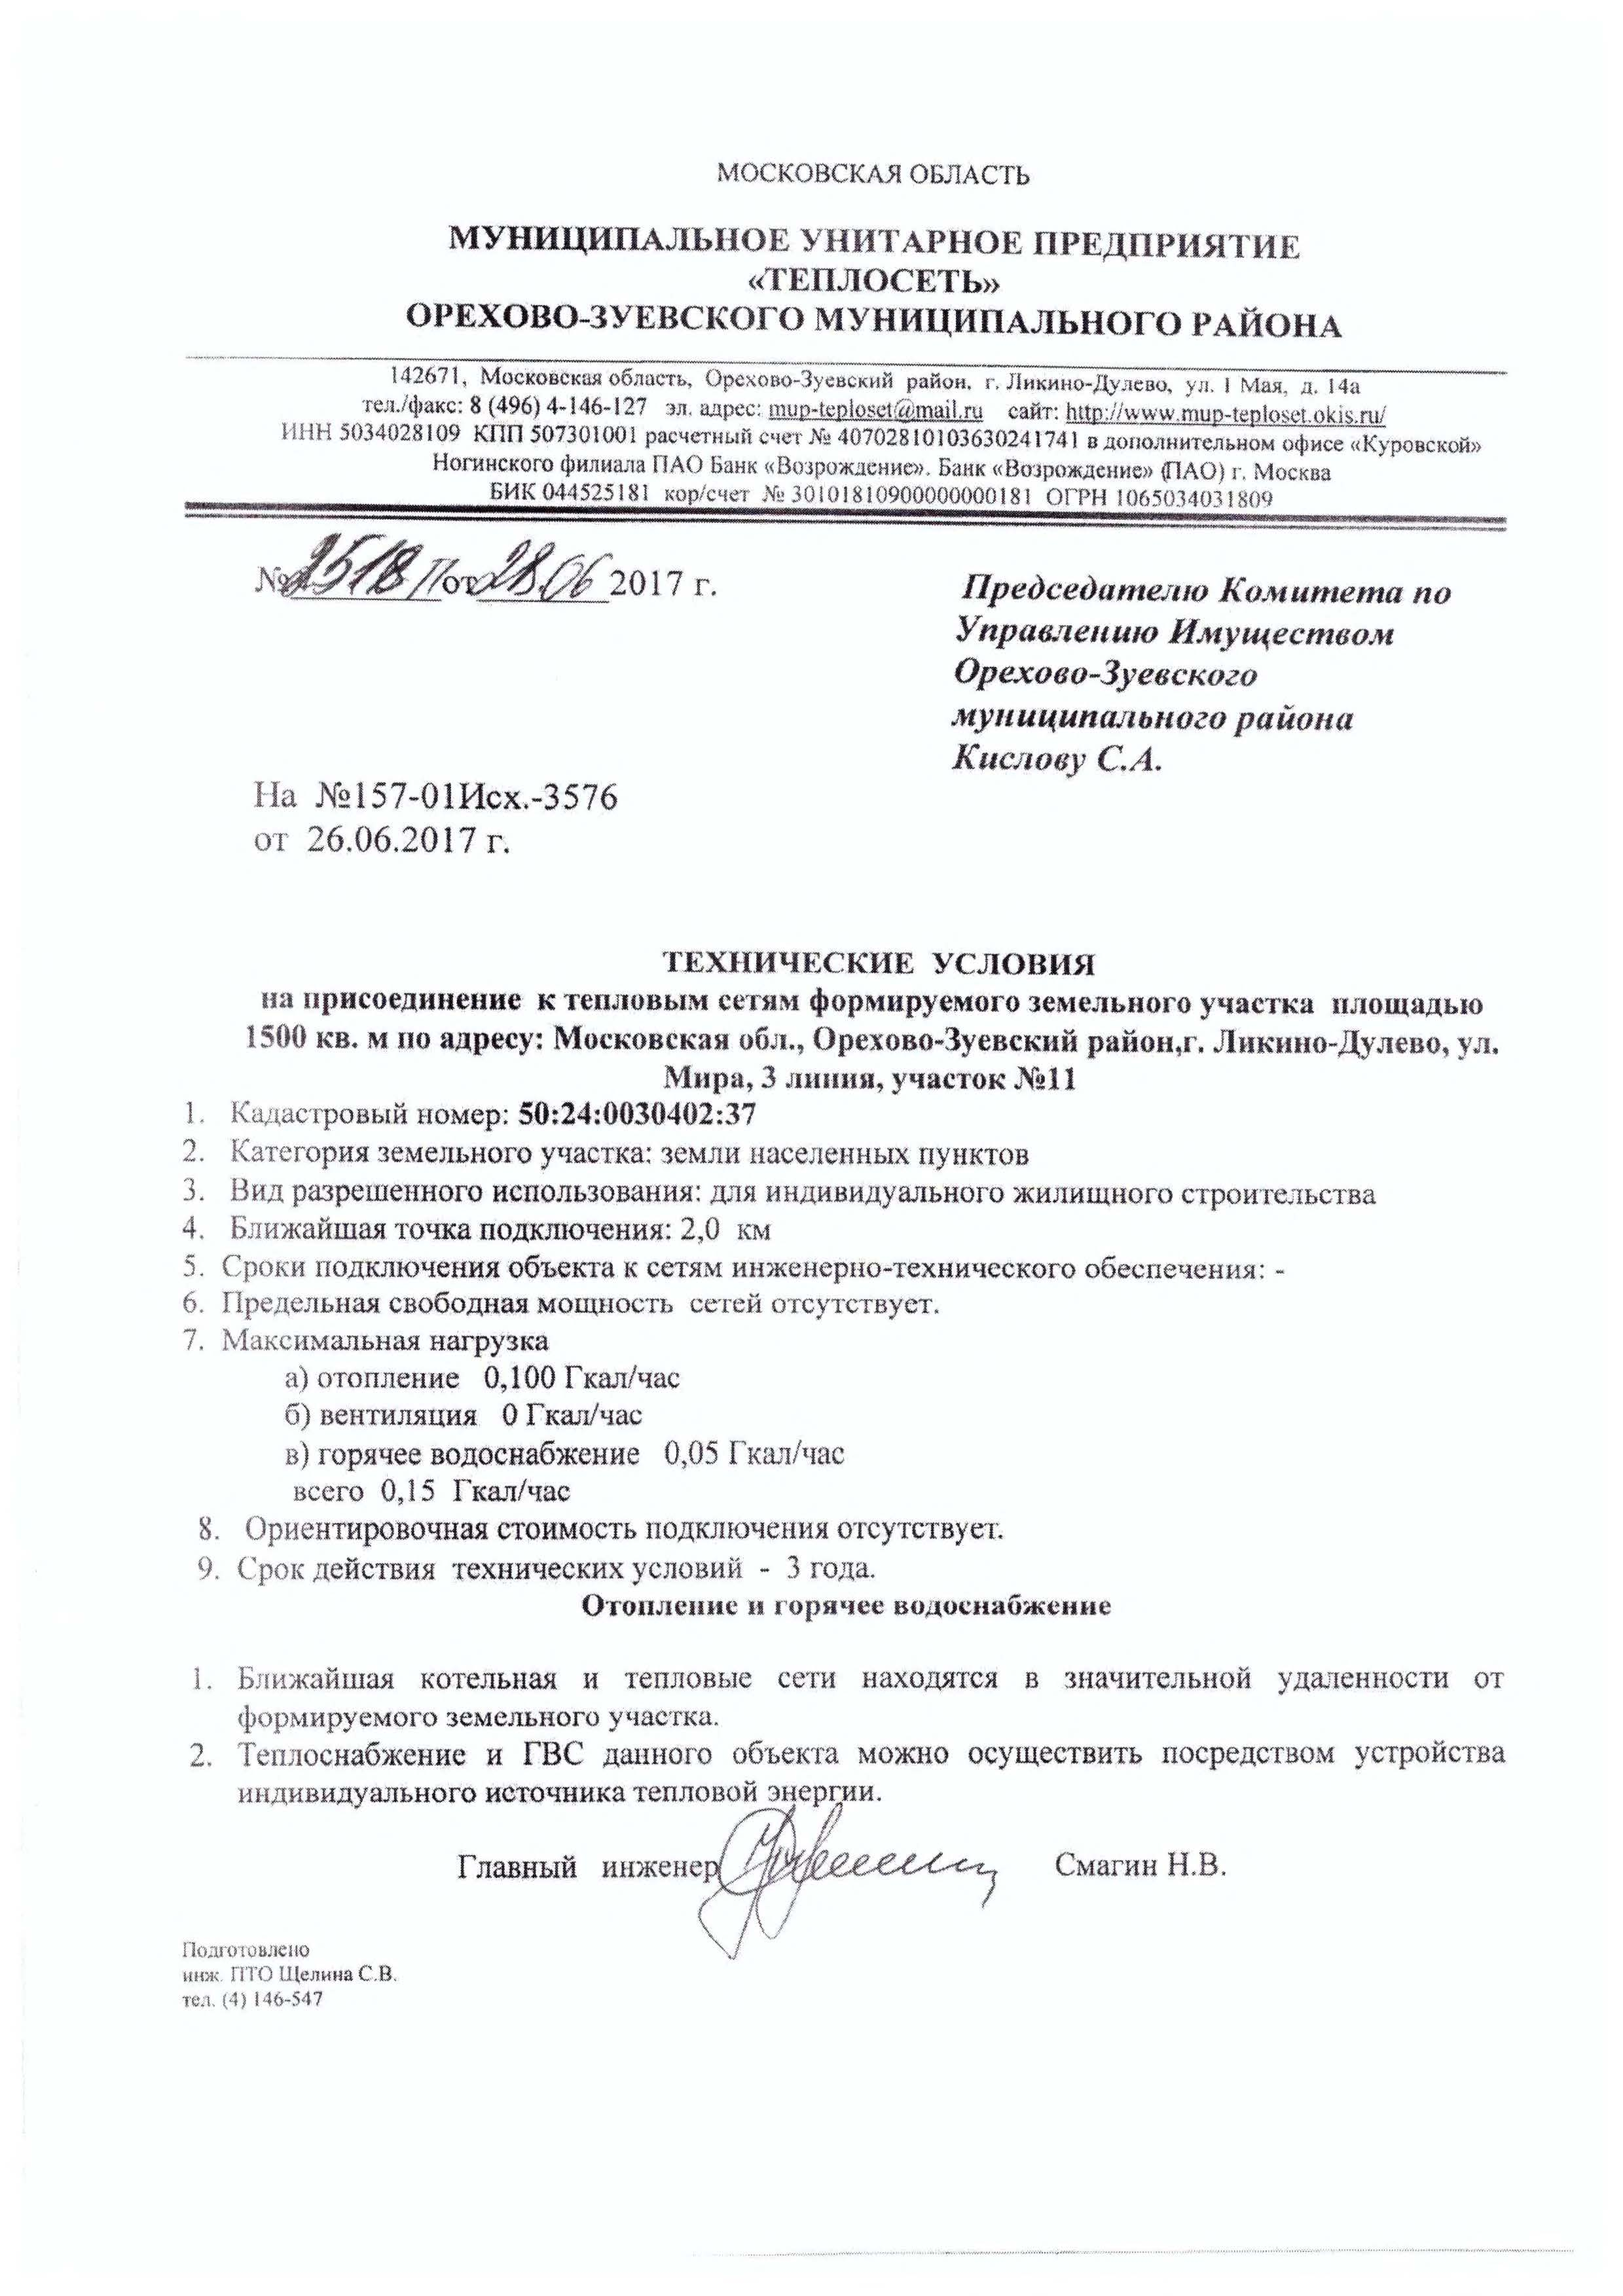 МОСКОВСКАЯ ОБЛАСТЬ
МУНИЦИПАЛЬНОЕ УНИТАРНОЕ ПРЕДПРИЯТИЕ
«ТЕПЛОСЕТЬ»
ОРЕХОВО-ЗУЕВСКОГО МУНИЦИПАЛЬНОГО РАЙОНА
142671, Московская область, Орехово-Зуевский район, г. Ликино-Дулево, ул. 1 Мая, д. 14а
тел./факс: 8 (496) 4-146-127 эл. адрес: mup-teploset@mail.ru сайт: http://www.mup-teploset.okis.ru/
ИНН 5034028109 КПП 507301001 расчетный счет № 40702810103630241741 в дополнительном офисе «Куровской»
Ногинского филиала ПАО Банк «Возрождение». Банк «Возрождение» (ПАО) г. Москва
БИК 044525181 кор/счет № 30101810900000000181 ОГРН 1065034031809
№ от 28.06 2017 г.
Председателю Комитета по
Управлению Имуществом
Орехово-Зуевского
муниципального района
Кислову С.А.
На №157-01Исх.-3576
от 26.06.2017 г.
ТЕХНИЧЕСКИЕ УСЛОВИЯ
на присоединение к тепловым сетям формируемого земельного участка площадью
1500 кв. м по адресу: Московская обл., Орехово-Зуевский район,г. Ликино-Дулево, ул.
Мира, 3 линия, участок №11
1. Кадастровый номер: 50:24:0030402:37
2. Категория земельного участка: земли населенных пунктов
3. Вид разрешенного использования: для индивидуального жилищного строительства
4. Ближайшая точка подключения: 2,0 км
5. Сроки подключения объекта к сетям инженерно-технического обеспечения: -
6. Предельная свободная мощность сетей отсутствует.
7. Максимальная нагрузка
а) отопление 0,100 Гкал/час
б) вентиляция 0 Гкал/час
в) горячее водоснабжение 0,05 Гкал/час
всего 0,15 Гкал/час
8. Ориентировочная стоимость подключения отсутствует.
9. Срок действия технических условий - 3 года.
Отопление и горячее водоснабжение
1. Ближайшая котельная и тепловые сети находятся в значительной удаленности от
формируемого земельного участка.
2. Теплоснабжение и ГВС данного объекта можно осуществить посредством устройства
индивидуального источника тепловой энергии.
Главный инженер Смагин Н.В.
Подготовлено
инж. ПТО Щелина С.В.
тел. (4) 146-547